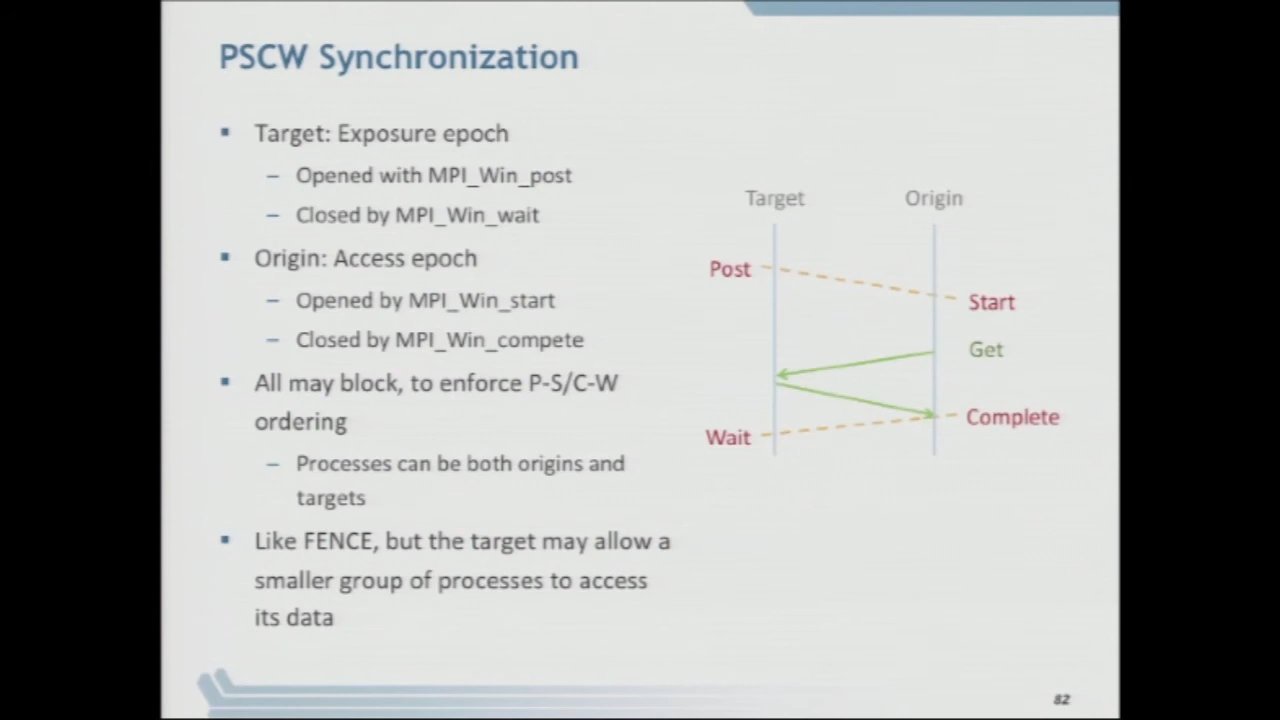 PSCW Synchronization
▪ Target: Exposure epoch
– Opened with MPI_Win_post
– Closed by MPI_Win_wait
▪ Origin: Access epoch
– Opened by MPI_Win_start
– Closed by MPI_Win_compete
▪ All may block, to enforce P-S/C-W
ordering
– Processes can be both origins and
targets
▪ Like FENCE, but the target may allow a
smaller group of processes to access
its data
Target Origin
Post
Start
Get
Complete
Wait
82